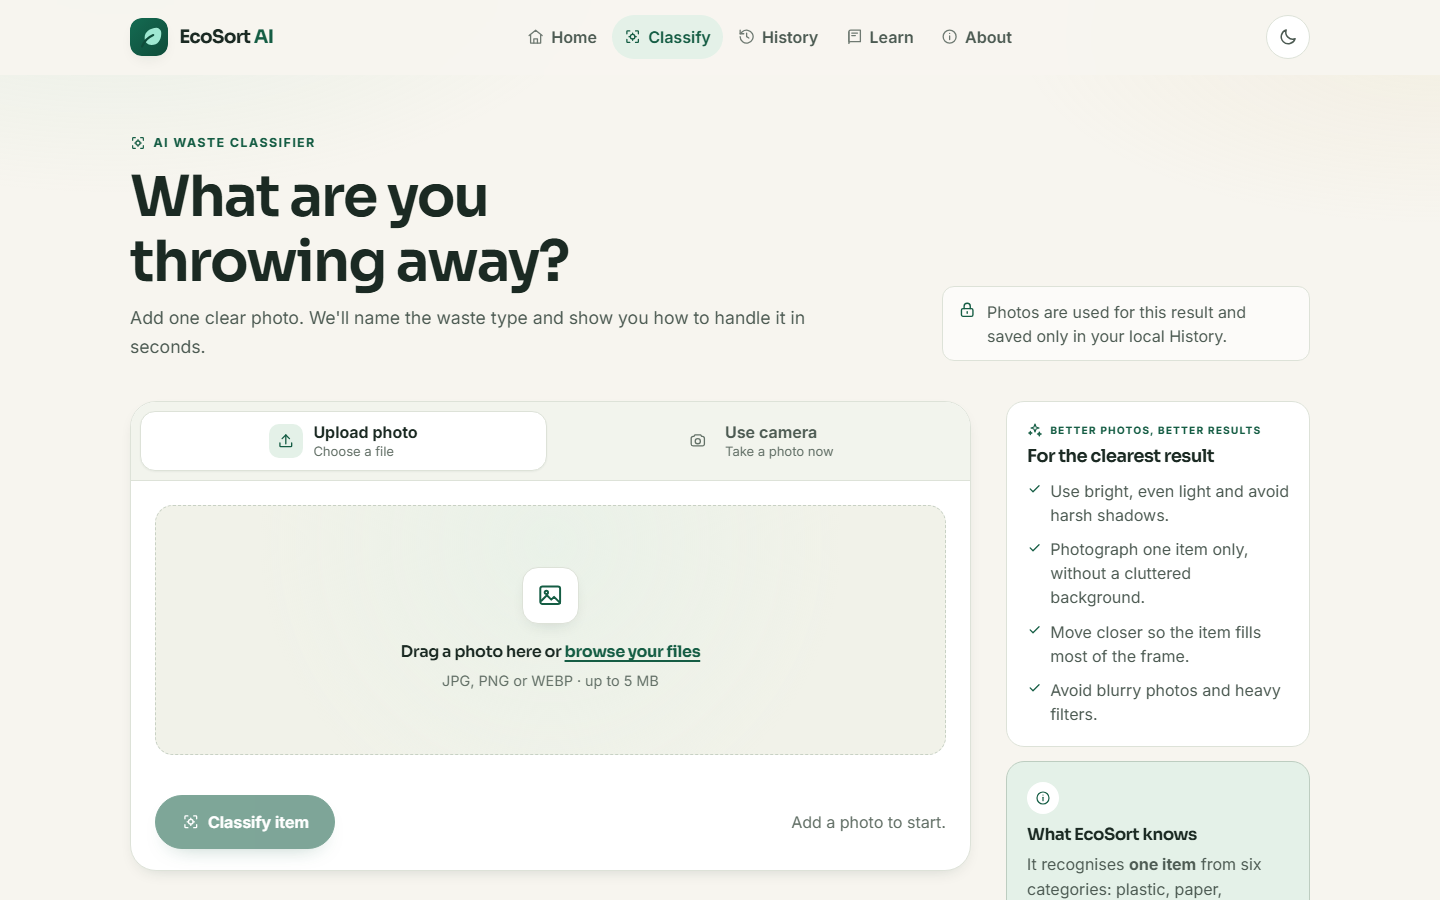 EcoSort AI
Home
Classify
History
Learn
About
AI WASTE CLASSIFIER
What are you
throwing away?
Add one clear photo. We'll name the waste type and show you how to handle it in
seconds.
Photos are used for this result and
saved only in your local History.
Upload photo
Choose a file
Use camera
Take a photo now
Drag a photo here or browse your files
JPG, PNG or WEBP · up to 5 MB
Classify item
Add a photo to start.
BETTER PHOTOS, BETTER RESULTS
For the clearest result
Use bright, even light and avoid
harsh shadows.
Photograph one item only,
without a cluttered
background.
Move closer so the item fills
most of the frame.
Avoid blurry photos and heavy
filters.
What EcoSort knows
It recognises one item from six
categories: plastic, paper,